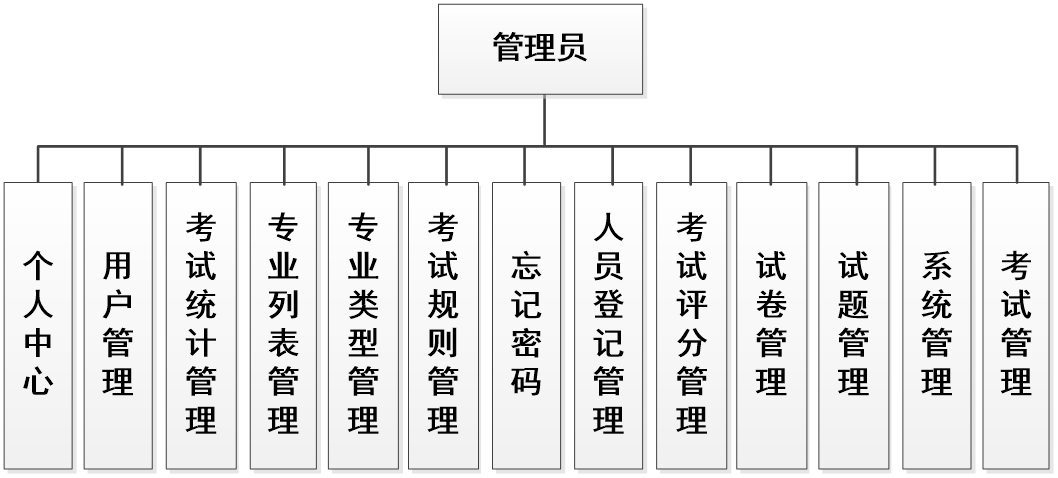 管理员
个人中心
用户管理
考试统计管理
专业列表管理
专业类型管理
考试规则管理
忘记密码
人员登记管理
考试评分管理
试卷管理
试题管理
系统管理
考试管理